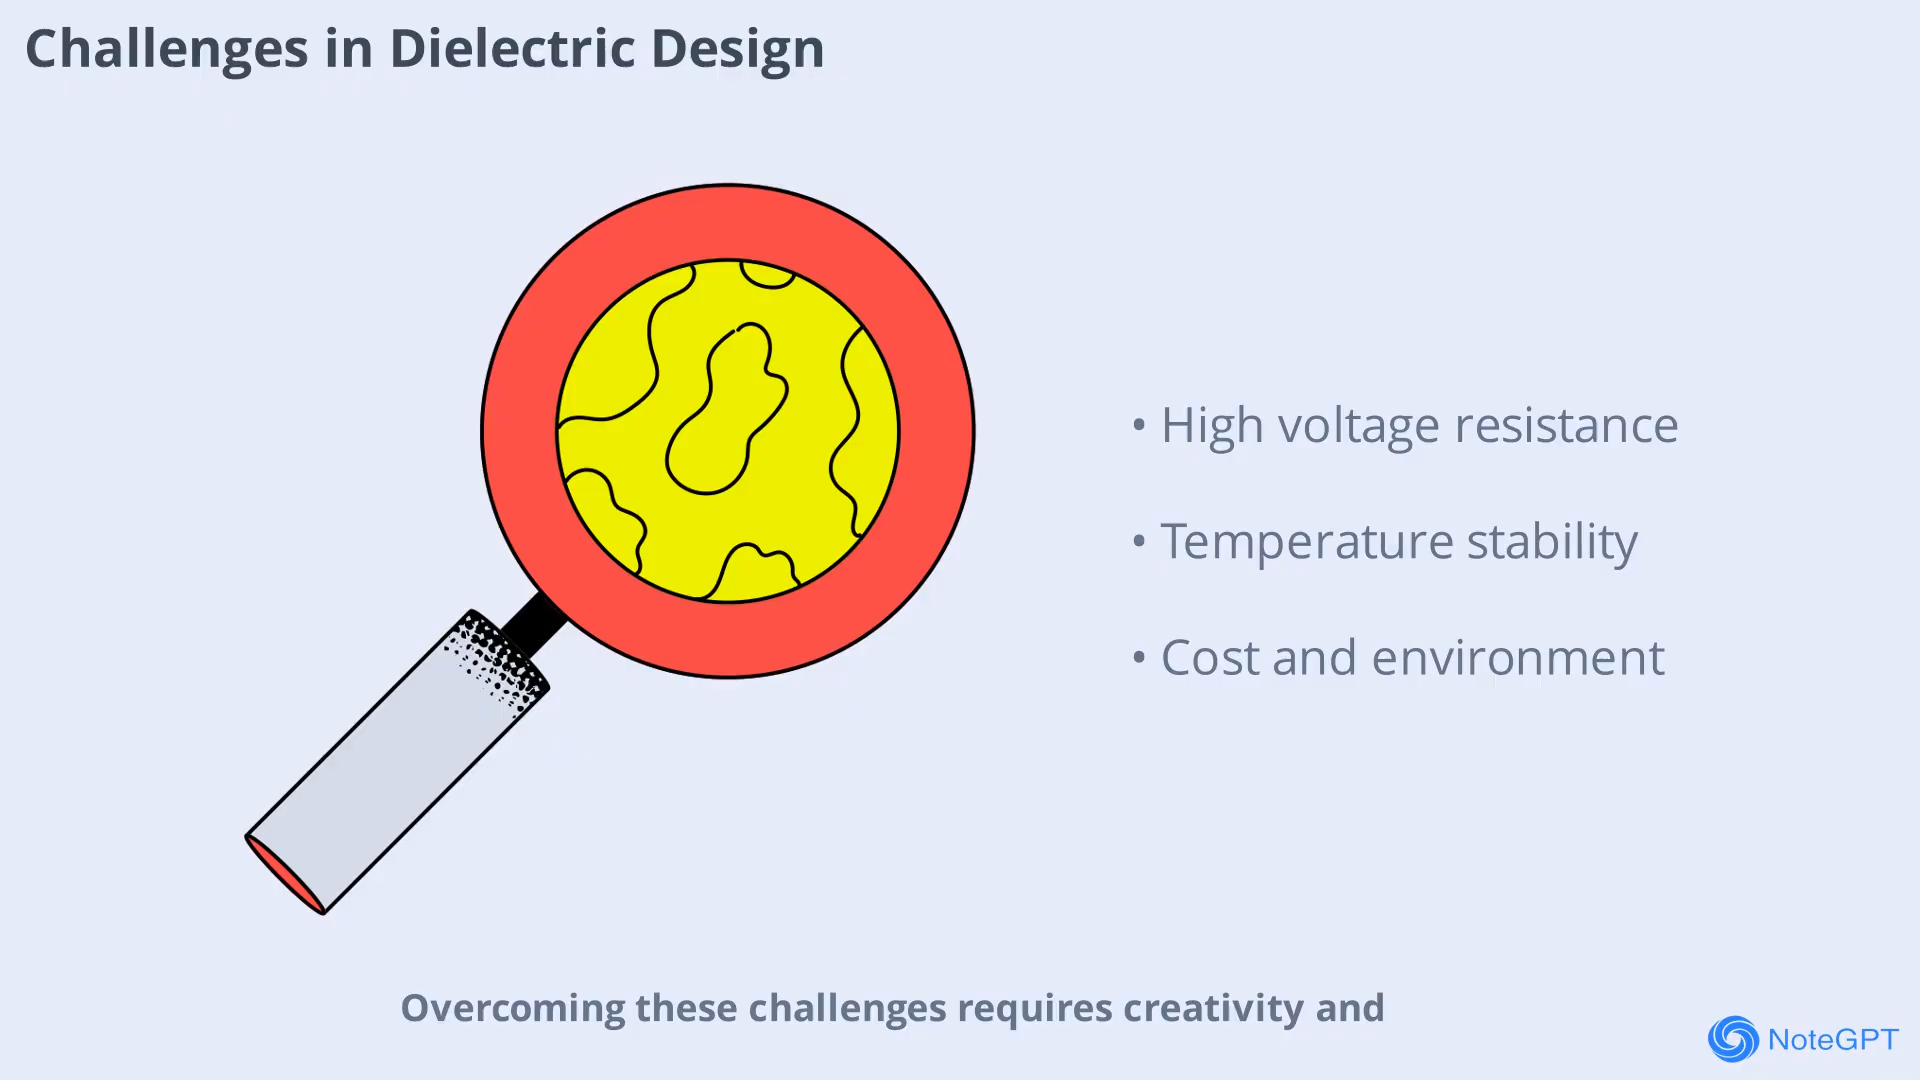 Challenges in Dielectric Design
• High voltage resistance
• Temperature stability
• Cost and environment
Overcoming these challenges requires creativity and
NoteGPT